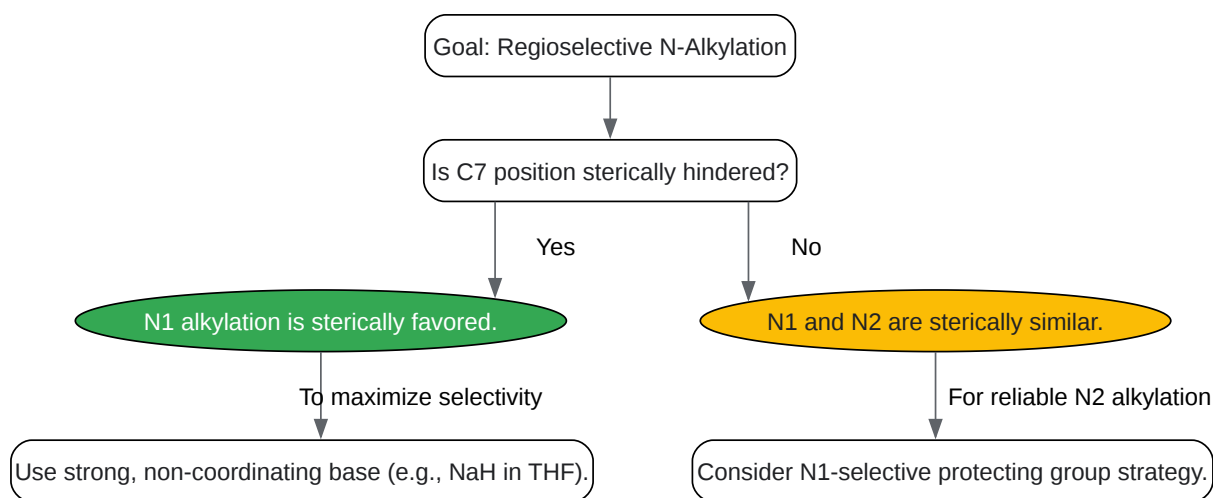 Goal: Regioselective N-Alkylation
Is C7 position sterically hindered?
Yes
No
N1 alkylation is sterically favored.
N1 and N2 are sterically similar.
To maximize selectivity
For reliable N2 alkylation
Use strong, non-coordinating base (e.g., NaH in THF).
Consider N1-selective protecting group strategy.